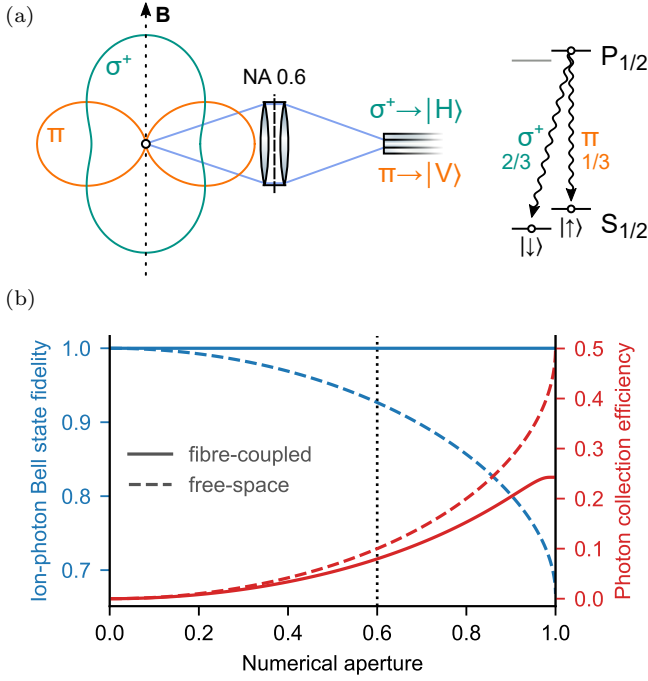 (a)
B
σ⁺
π
NA 0.6
σ⁺→|H⟩
π→|V⟩
P1/2
σ⁺
2/3
π
1/3
S1/2
|↓⟩
|↑⟩
(b)
Ion-photon Bell state fidelity
1.0
0.9
0.8
0.7
fibre-coupled
free-space
0.5
0.4
0.3
0.2
0.1
0.0
Photon collection efficiency
0.0 0.2 0.4 0.6 0.8 1.0
Numerical aperture